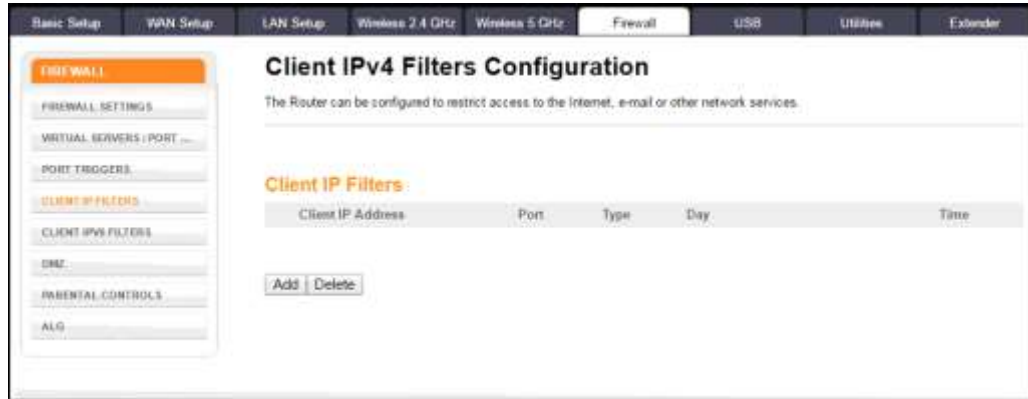 Basic Setup WAN Setup LAN Setup Wireless 2.4 GHz Wireless 5 GHz Firewall USB Utilities Extender
FIREWALL
FIREWALL SETTINGS
VIRTUAL SERVERS / PORT ...
PORT TRIGGERS
CLIENT IP FILTERS
CLIENT IPV6 FILTERS
DMZ
PARENTAL CONTROLS
ALG
Client IPv4 Filters Configuration
The Router can be configured to restrict access to the Internet, e-mail or other network services.
Client IP Filters
Client IP Address Port Type Day Time
Add Delete